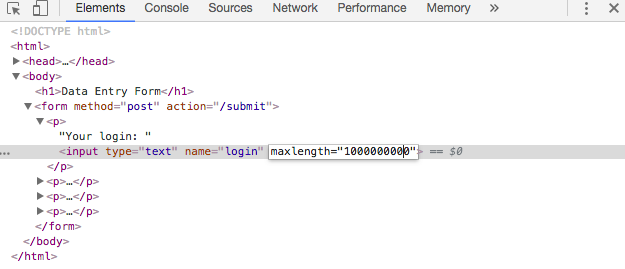 Elements Console Sources Network Performance Memory »
<!DOCTYPE html>
<html>
▶<head>…</head>
▼<body>
<h1>Data Entry Form</h1>
▼<form method="post" action="/submit">
▼<p>
"Your login: "
… <input type="text" name="login" maxlength="1000000000"> == $0
</p>
▶<p>…</p>
▶<p>…</p>
▶<p>…</p>
</form>
</body>
</html>